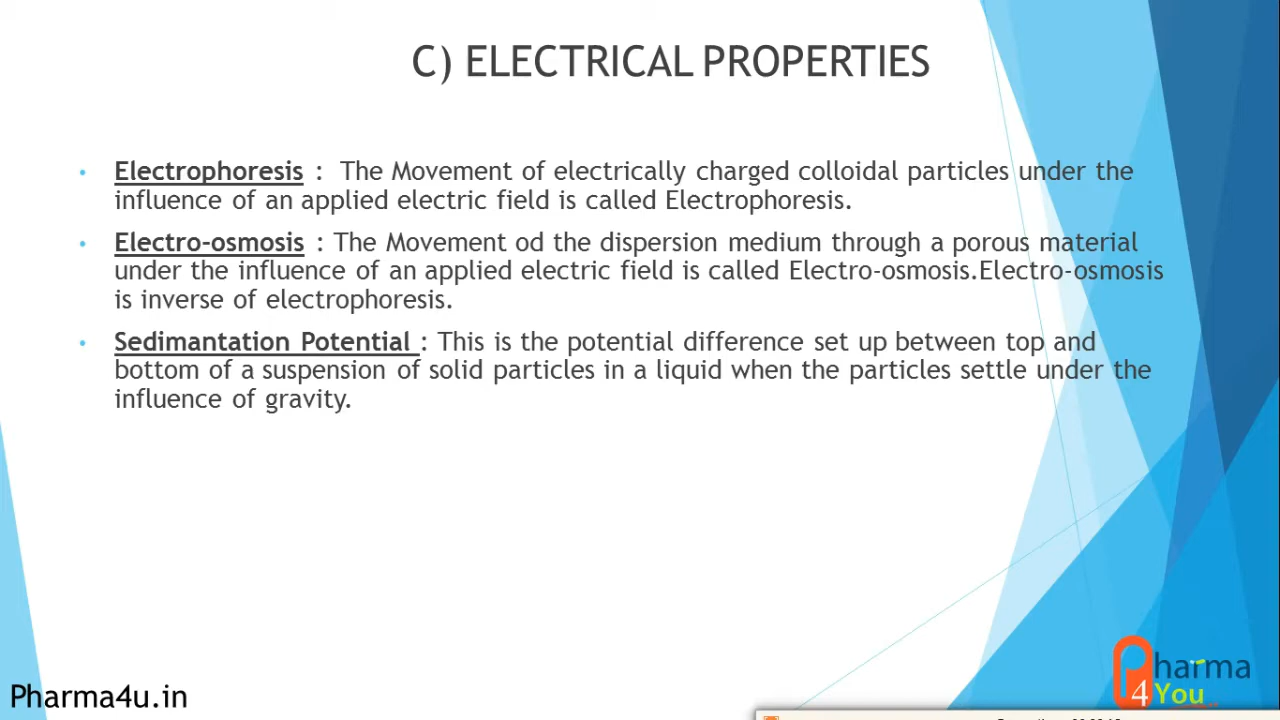 C) ELECTRICAL PROPERTIES
• Electrophoresis : The Movement of electrically charged colloidal particles under the
influence of an applied electric field is called Electrophoresis.
• Electro-osmosis : The Movement od the dispersion medium through a porous material
under the influence of an applied electric field is called Electro-osmosis.Electro-osmosis
is inverse of electrophoresis.
• Sedimantation Potential : This is the potential difference set up between top and
bottom of a suspension of solid particles in a liquid when the particles settle under the
influence of gravity.
Pharma
4 You
Pharma4u.in